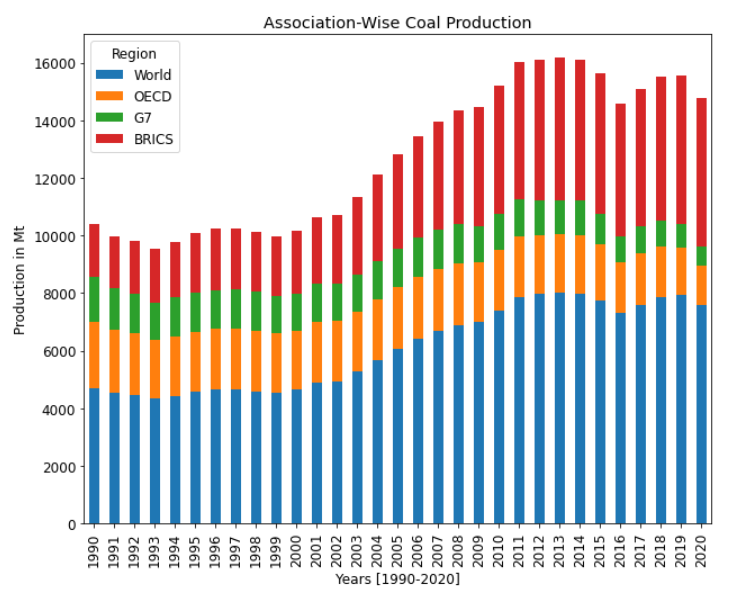 Association-Wise Coal Production
Region
World
OECD
G7
BRICS
Production in Mt
16000
14000
12000
10000
8000
6000
4000
2000
0
1990 1991 1992 1993 1994 1995 1996 1997 1998 1999 2000 2001 2002 2003 2004 2005 2006 2007 2008 2009 2010 2011 2012 2013 2014 2015 2016 2017 2018 2019 2020
Years [1990-2020]